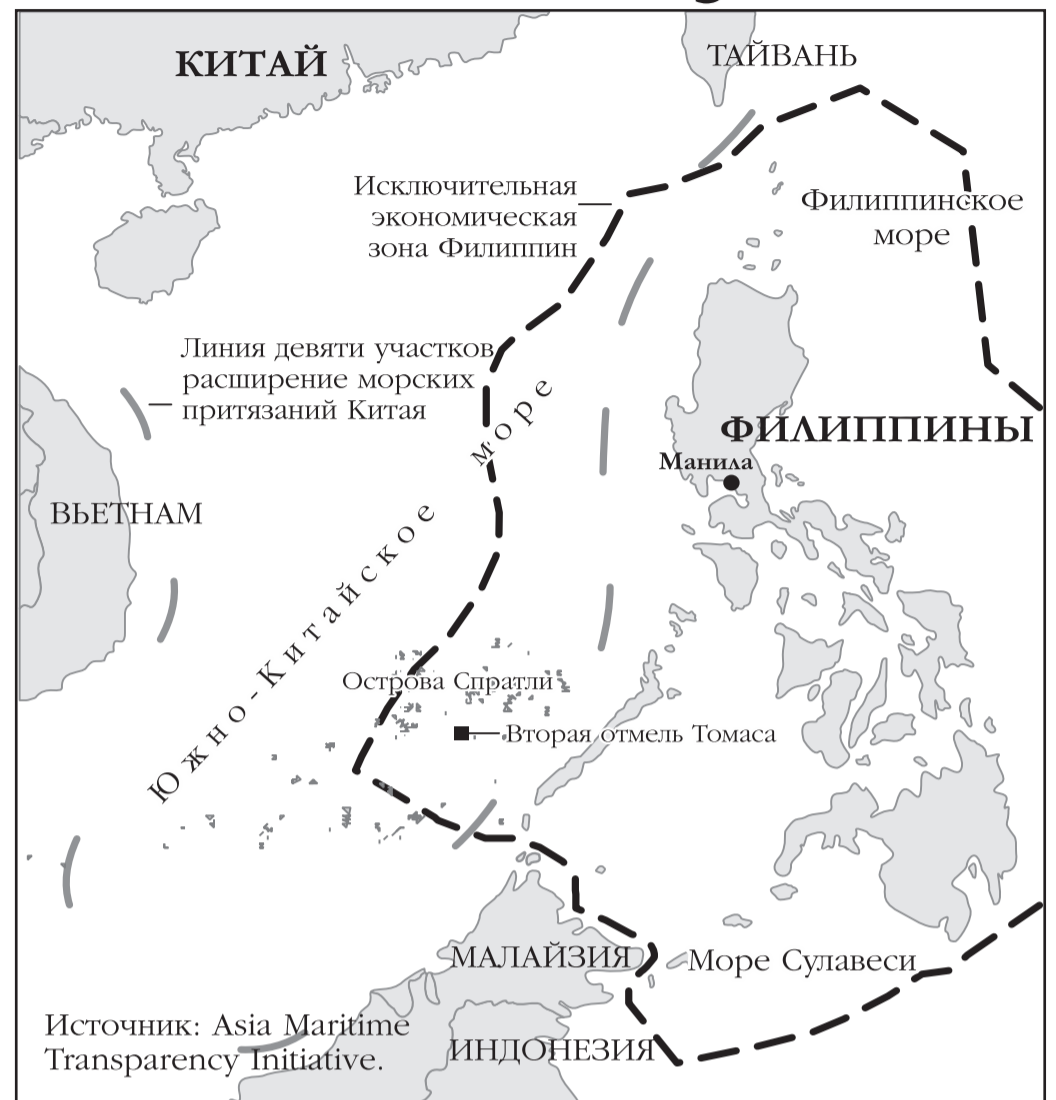 КИТАЙ
ТАЙВАНЬ
Исключительная
экономическая
зона Филиппин
Филиппинское
море
Линия девяти участков
расширение морских
притязаний Китая
ФИЛИППИНЫ
Манила
ВЬЕТНАМ
Южно-Китайское море
Острова Спратли
Вторая отмель Томаса
МАЛАЙЗИЯ
Море Сулавеси
Источник: Asia Maritime
Transparency Initiative.
ИНДОНЕЗИЯ